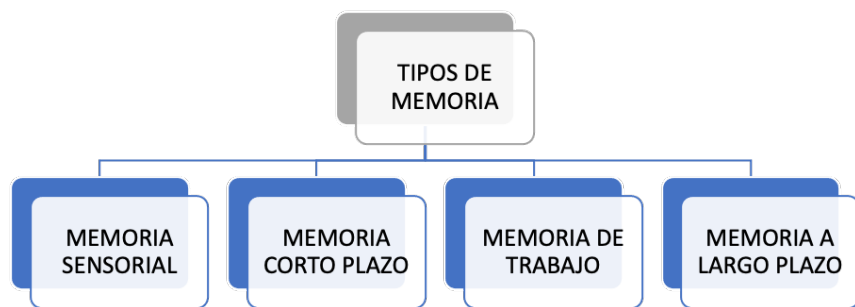 TIPOS DE
MEMORIA
MEMORIA
SENSORIAL
MEMORIA
CORTO PLAZO
MEMORIA DE
TRABAJO
MEMORIA A
LARGO PLAZO